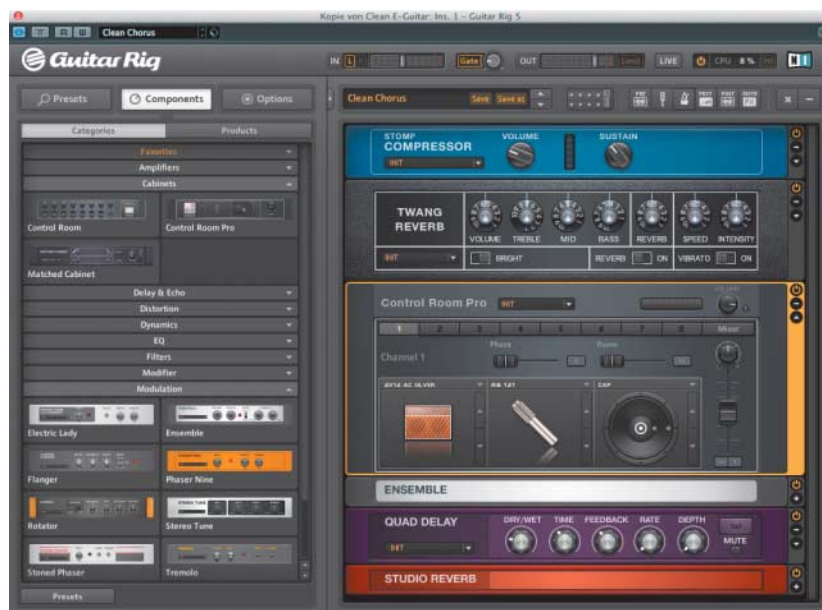 Kopie von Clean E-Guitar: Ins. 1 – Guitar Rig 5
R W Clean Chorus
Guitar Rig
IN L Gate OUT Limit LIVE CPU 8 % HI
Presets Components Options
Clean Chorus Save Save as
Categories Products
Favorites
Amplifiers
Cabinets
Control Room Control Room Pro
Matched Cabinet
Delay & Echo
Distortion
Dynamics
EQ
Filters
Modifier
Modulation
Electric Lady Ensemble
Flanger Phaser Nine
Rotator Stereo Tune
Stoned Phaser Tremolo
Presets
STOMP
COMPRESSOR
VOLUME SUSTAIN
INIT
TWANG
REVERB
VOLUME TREBLE MID BASS REVERB SPEED INTENSITY
INIT BRIGHT REVERB ON VIBRATO ON
Control Room Pro INIT VOLUME
1 2 3 4 5 6 7 8 Mixer
Channel 1 Phase Room
CAP
ENSEMBLE
QUAD DELAY
DRY/WET TIME FEEDBACK RATE DEPTH
INIT
MUTE
STUDIO REVERB